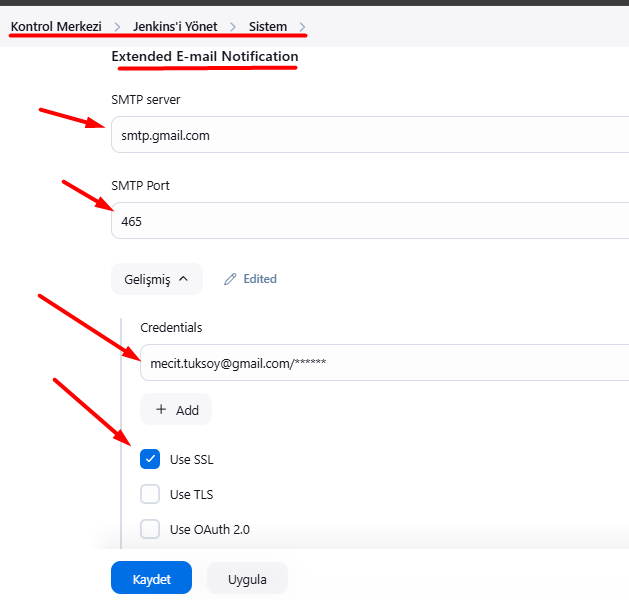 Kontrol Merkezi > Jenkins'i Yönet > Sistem >
Extended E-mail Notification
SMTP server
smtp.gmail.com
SMTP Port
465
Gelişmiş Edited
Credentials
mecit.tuksoy@gmail.com/******
+ Add
Use SSL
Use TLS
Use OAuth 2.0
Kaydet Uygula